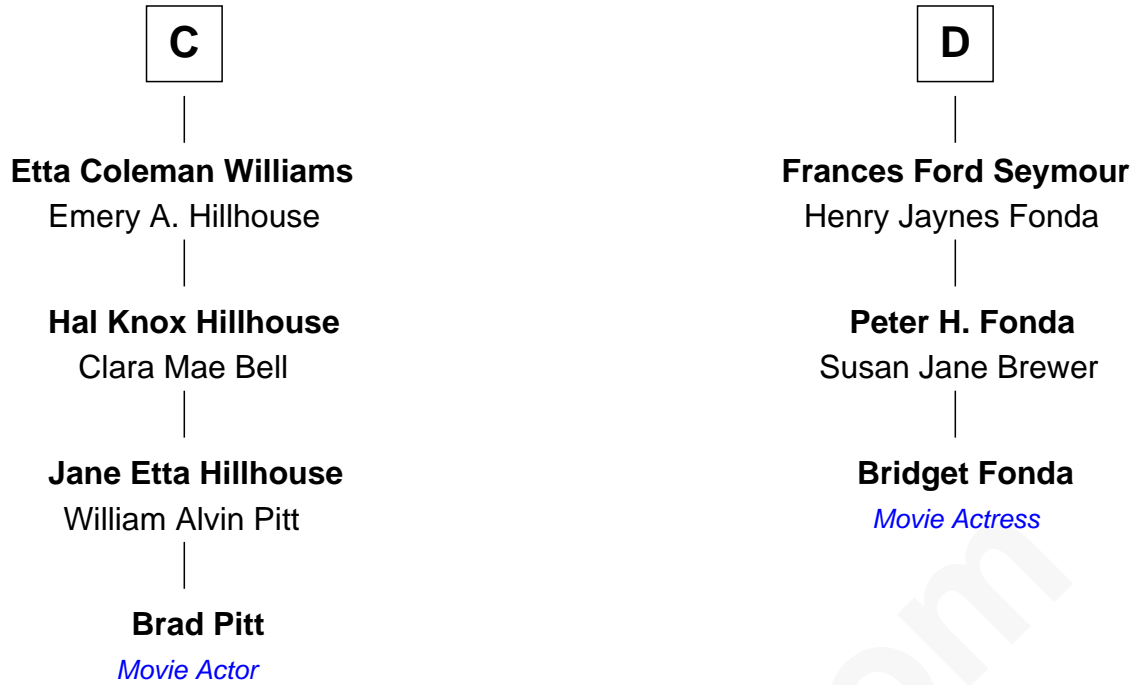 C
Etta Coleman Williams
Emery A. Hillhouse
Hal Knox Hillhouse
Clara Mae Bell
Jane Etta Hillhouse
William Alvin Pitt
Brad Pitt
Movie Actor
D
Frances Ford Seymour
Henry Jaynes Fonda
Peter H. Fonda
Susan Jane Brewer
Bridget Fonda
Movie Actress